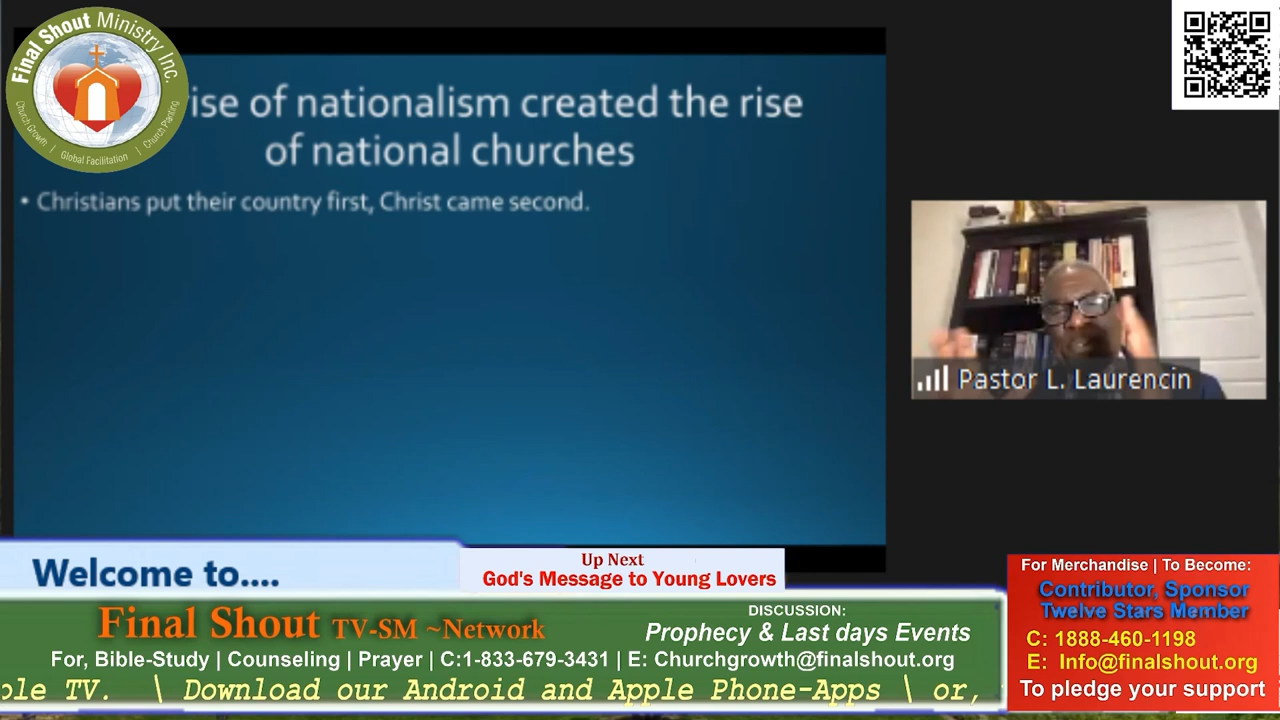 Final Shout Ministry Inc.
Church Growth | Global Facilitation | Church Planting
ise of nationalism created the rise
of national churches
• Christians put their country first, Christ came second.
Pastor L. Laurencin
Welcome to....
Up Next
God's Message to Young Lovers
Final Shout TV-SM ~Network
DISCUSSION:
Prophecy & Last days Events
For, Bible-Study | Counseling | Prayer | C:1-833-679-3431 | E: Churchgrowth@finalshout.org
ple TV. \ Download our Android and Apple Phone-Apps \ or,
For Merchandise | To Become:
Contributor, Sponsor
Twelve Stars Member
C: 1888-460-1198
E: Info@finalshout.org
To pledge your support